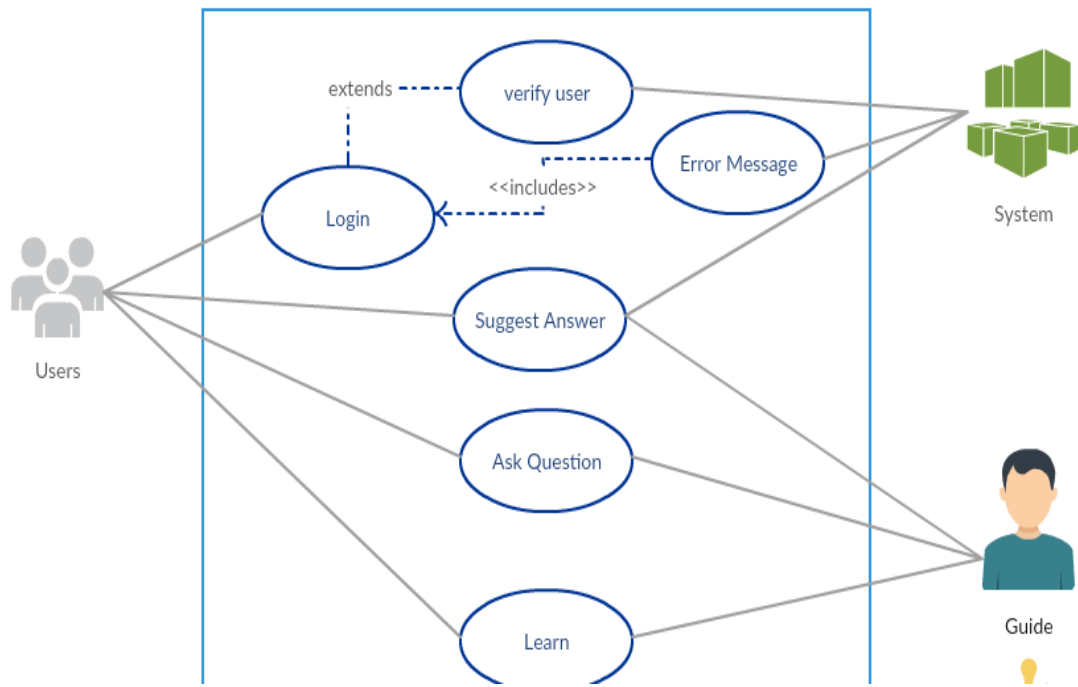 extends
verify user
Error Message
<<includes>>
Login
System
Suggest Answer
Users
Ask Question
Guide
Learn